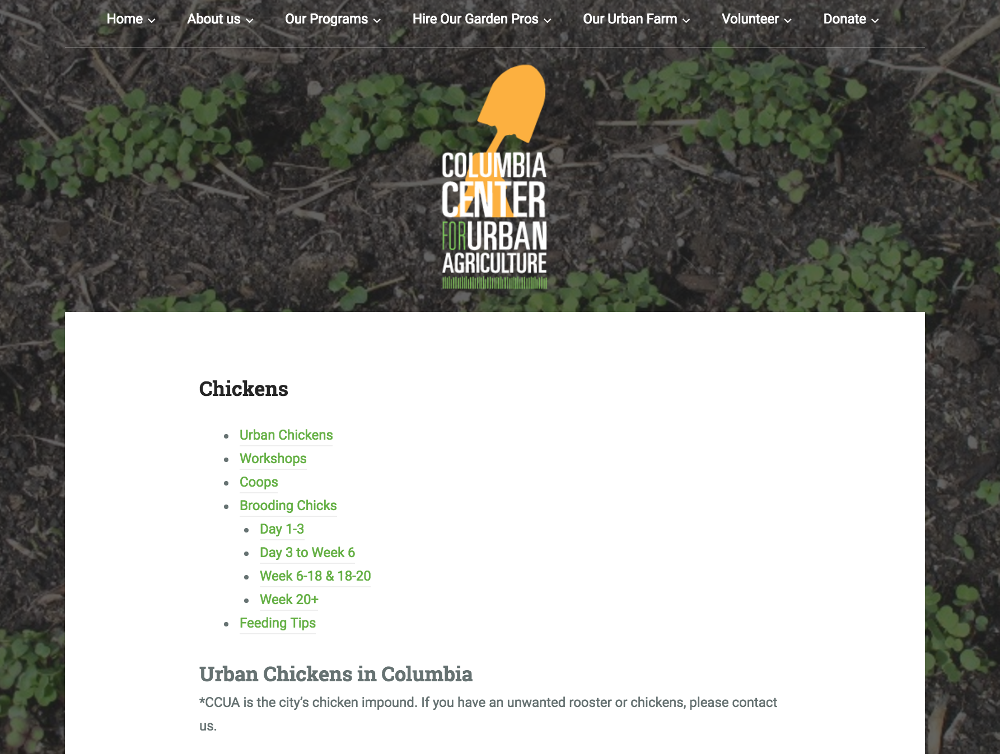 Home About us Our Programs Hire Our Garden Pros Our Urban Farm Volunteer Donate
COLUMBIA
CENTER
FOR URBAN
AGRICULTURE
Chickens
Urban Chickens
Workshops
Coops
Brooding Chicks
Day 1-3
Day 3 to Week 6
Week 6-18 & 18-20
Week 20+
Feeding Tips
Urban Chickens in Columbia
*CCUA is the city’s chicken impound. If you have an unwanted rooster or chickens, please contact
us.